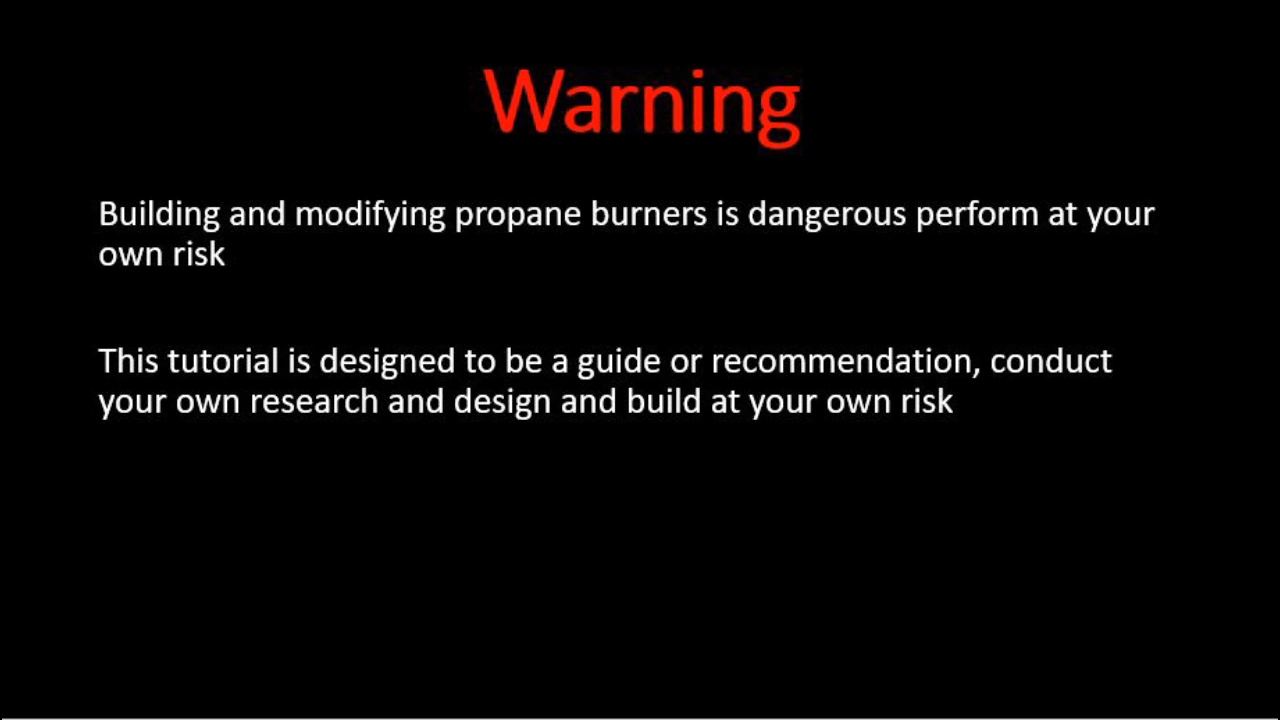 Warning
Building and modifying propane burners is dangerous perform at your
own risk
This tutorial is designed to be a guide or recommendation, conduct
your own research and design and build at your own risk